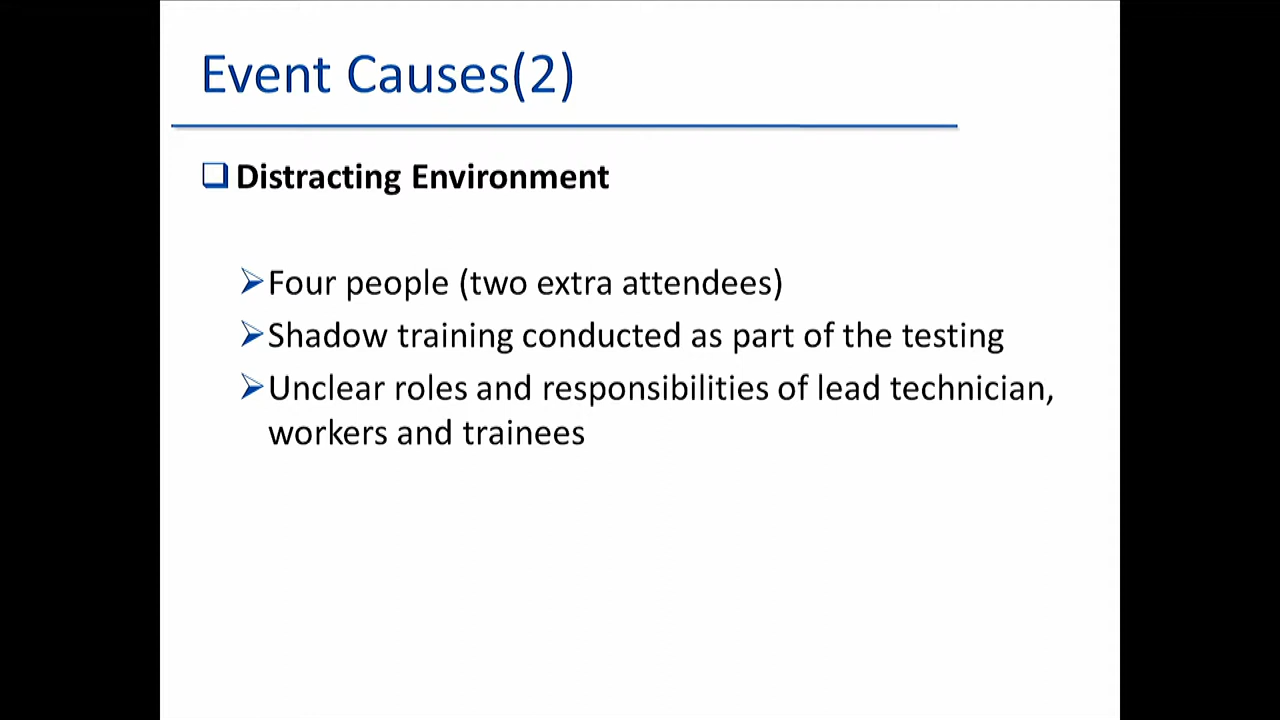 Event Causes(2)
Distracting Environment
Four people (two extra attendees)
Shadow training conducted as part of the testing
Unclear roles and responsibilities of lead technician,
workers and trainees